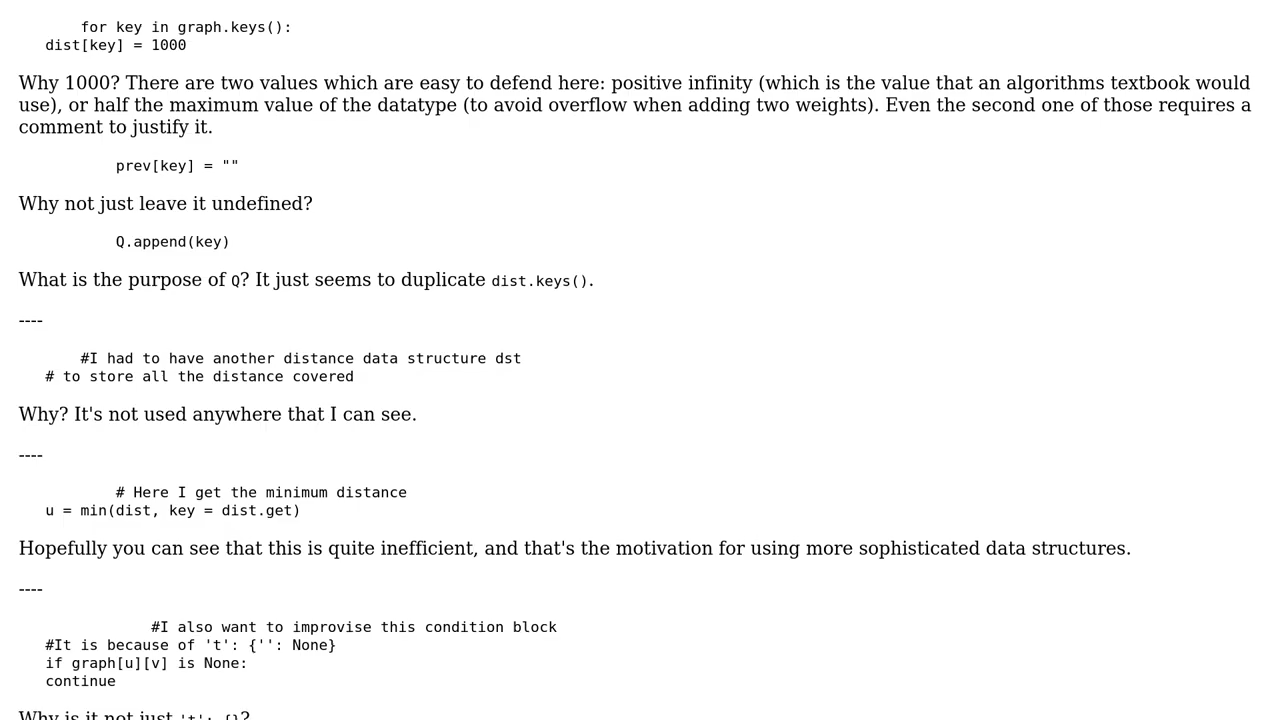 for key in graph.keys():
dist[key] = 1000
Why 1000? There are two values which are easy to defend here: positive infinity (which is the value that an algorithms textbook would
use), or half the maximum value of the datatype (to avoid overflow when adding two weights). Even the second one of those requires a
comment to justify it.
prev[key] = ""
Why not just leave it undefined?
Q.append(key)
What is the purpose of Q? It just seems to duplicate dist.keys().
----
#I had to have another distance data structure dst
# to store all the distance covered
Why? It's not used anywhere that I can see.
----
# Here I get the minimum distance
u = min(dist, key = dist.get)
Hopefully you can see that this is quite inefficient, and that's the motivation for using more sophisticated data structures.
----
#I also want to improvise this condition block
#It is because of 't': {'': None}
if graph[u][v] is None:
continue
Why is it not just 't': {}?